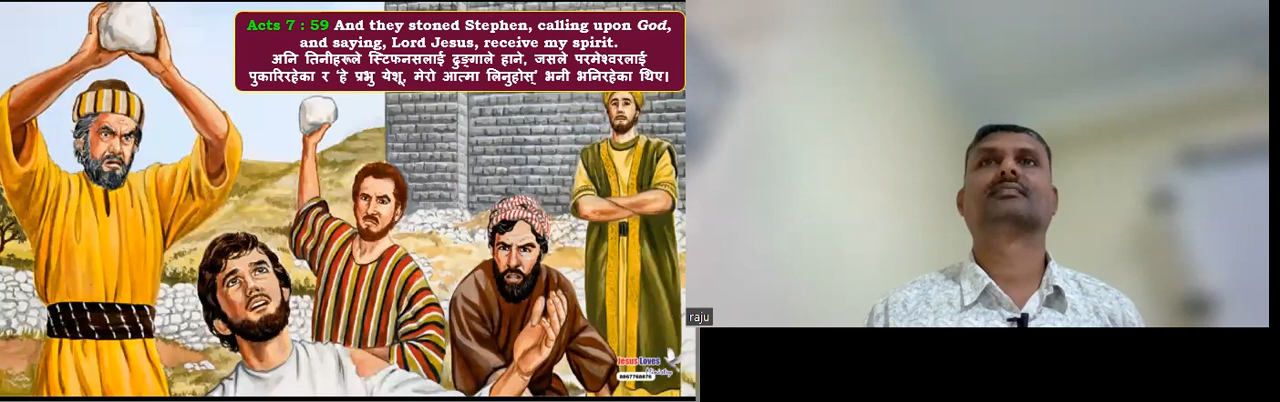 Acts 7 : 59 And they stoned Stephen, calling upon God,
and saying, Lord Jesus, receive my spirit.
अनि तिनीहरूले स्टिफनसलाई ढुङ्गाले हाने, जसले परमेश्वरलाई
पुकारिरहेका र 'हे प्रभु येशू, मेरो आत्मा लिनुहोस्' भनी भनिरहेका थिए।
raju
Jesus Loves
Ministry